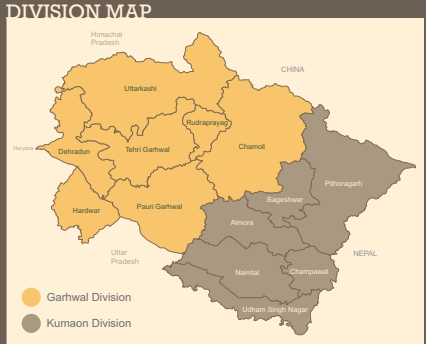 DIVISION MAP
Himachal
Pradesh
CHINA
Uttarkashi
Rudraprayag
Haryana
Dehradun
Tehri Garhwal
Chamoli
Pithoragarh
Bageshwar
Hardwar
Pauri Garhwal
Almora
Uttar
Pradesh
NEPAL
Nainital
Champawat
Udham Singh Nagar
Garhwal Division
Kumaon Division